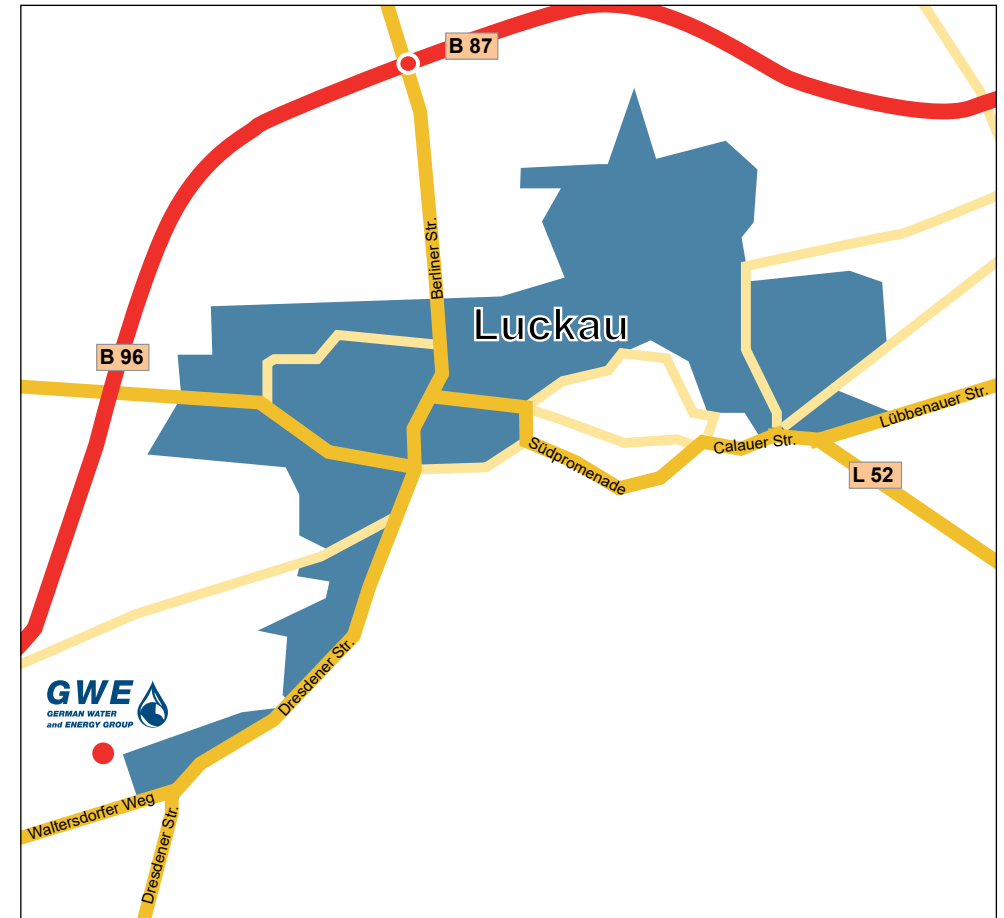 B 87
Berliner Str.
Luckau
B 96
Lübbenauer Str.
Calauer Str.
Südpromenade
L 52
Dresdener Str.
GWE
GERMAN WATER
and ENERGY GROUP
Waltersdorfer Weg
Dresdener Str.